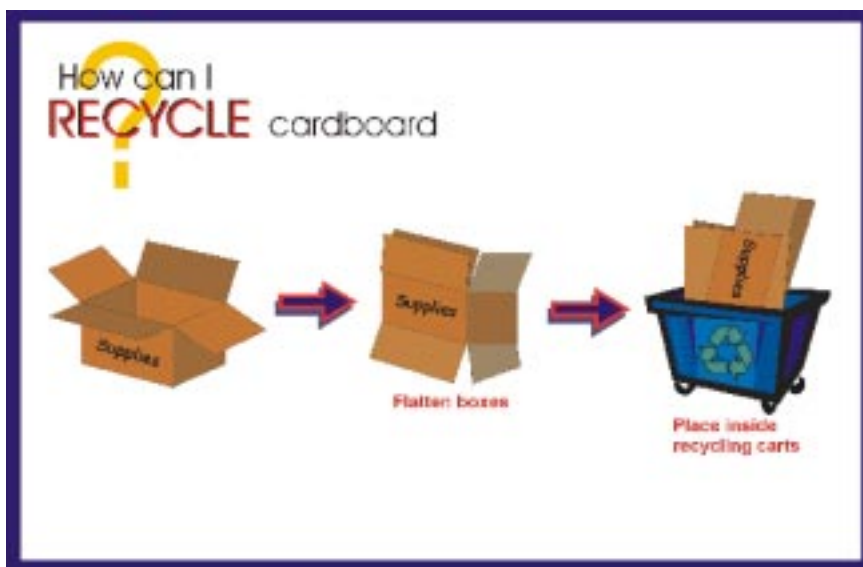 How can I
RECYCLE cardboard
?
Supplies
Supplies
Supplies
Flatten boxes
Place inside
recycling carts